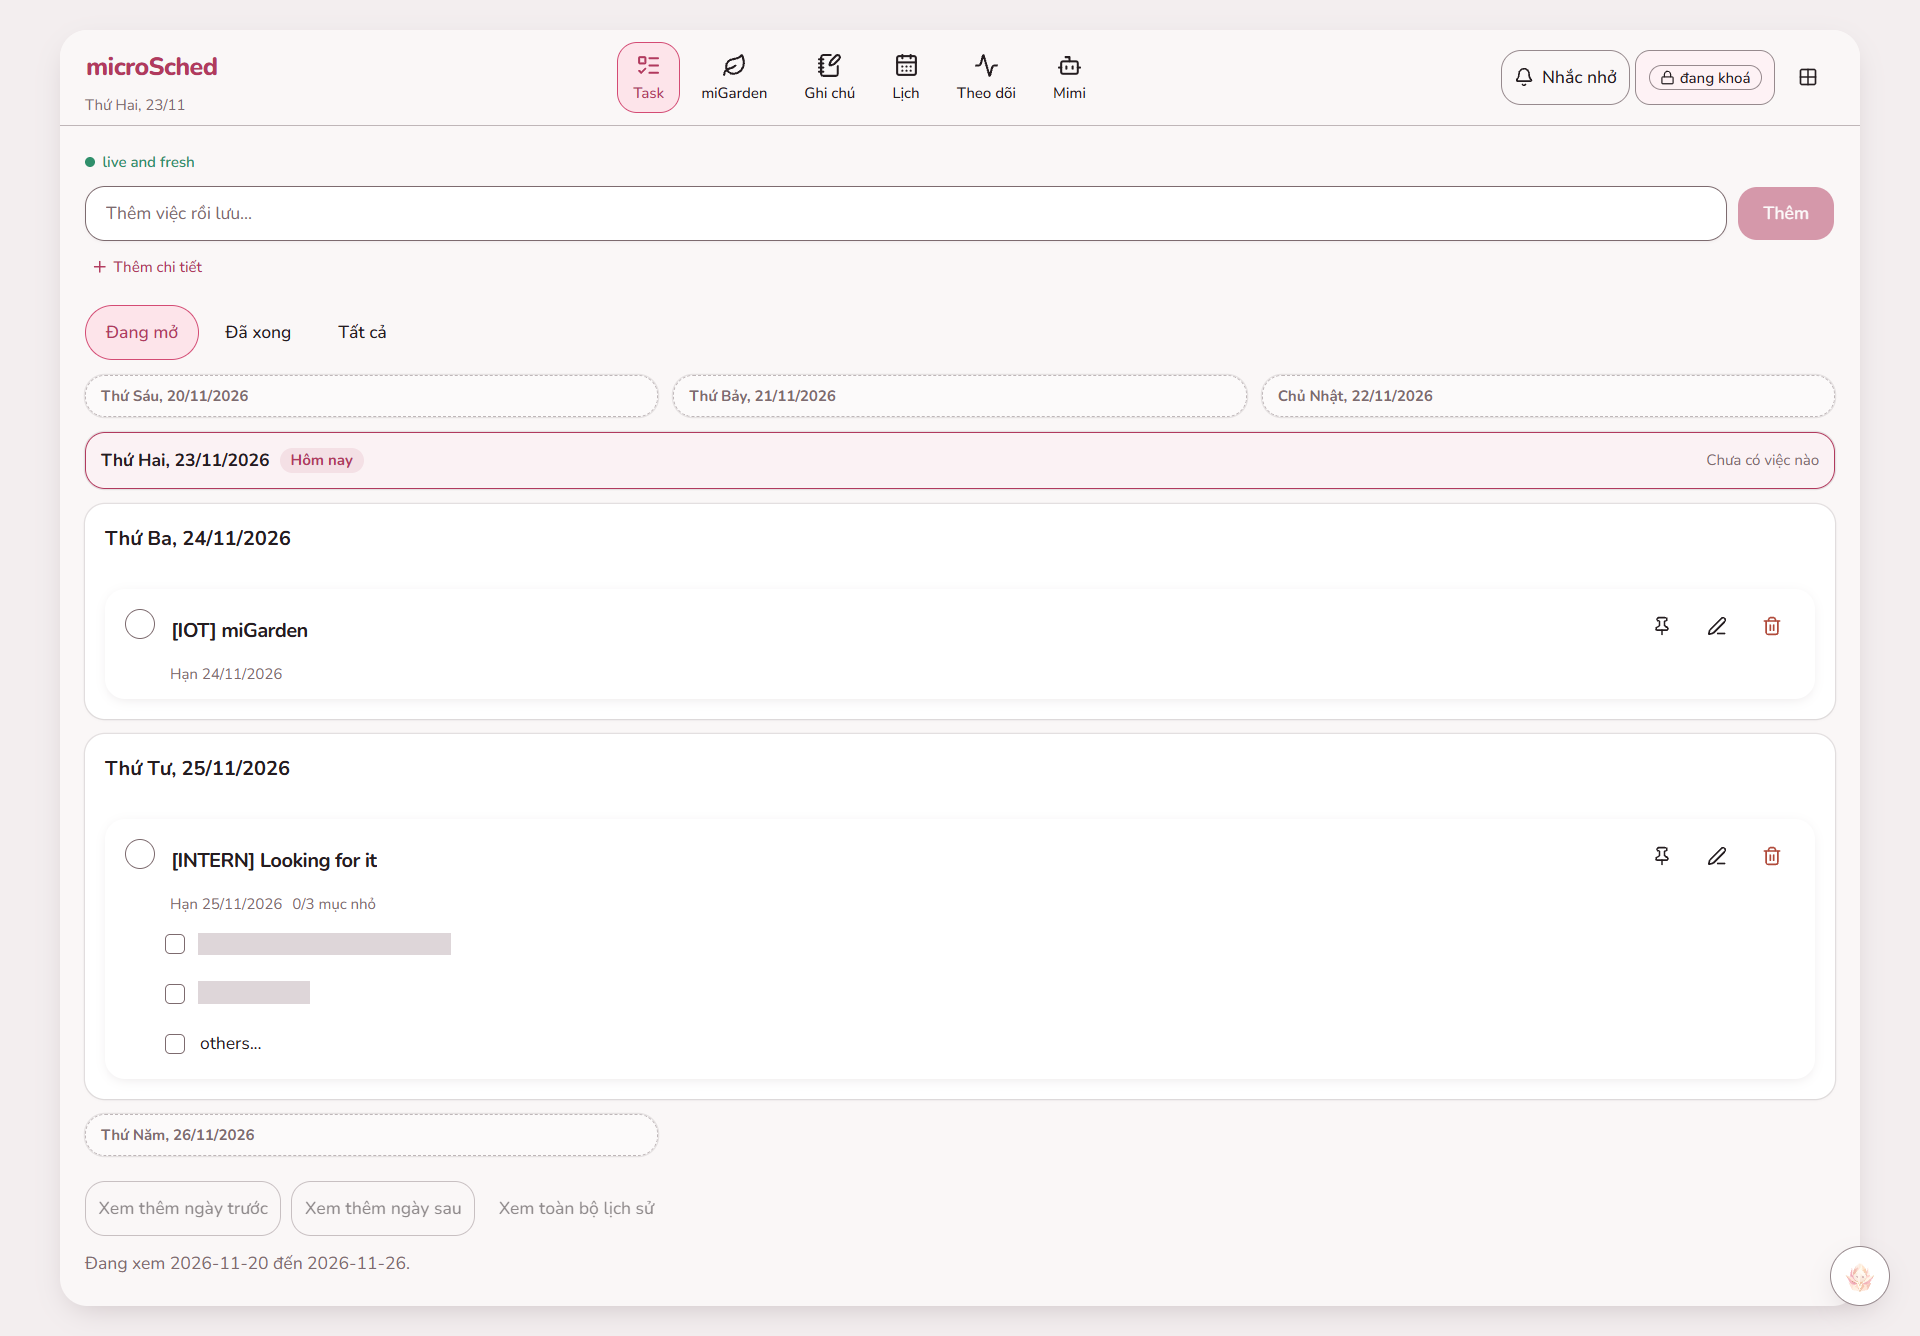 microSched
Thứ Hai, 23/11
Task
miGarden
Ghi chú
Lịch
Theo dõi
Mimi
Nhắc nhở
đang khoá
live and fresh
Thêm việc rồi lưu...
Thêm
Thêm chi tiết
Đang mở
Đã xong
Tất cả
Thứ Sáu, 20/11/2026
Thứ Bảy, 21/11/2026
Chủ Nhật, 22/11/2026
Thứ Hai, 23/11/2026 Hôm nay
Chưa có việc nào
Thứ Ba, 24/11/2026
[IOT] miGarden
Hạn 24/11/2026
Thứ Tư, 25/11/2026
[INTERN] Looking for it
Hạn 25/11/2026 0/3 mục nhỏ
others...
Thứ Năm, 26/11/2026
Xem thêm ngày trước
Xem thêm ngày sau
Xem toàn bộ lịch sử
Đang xem 2026-11-20 đến 2026-11-26.